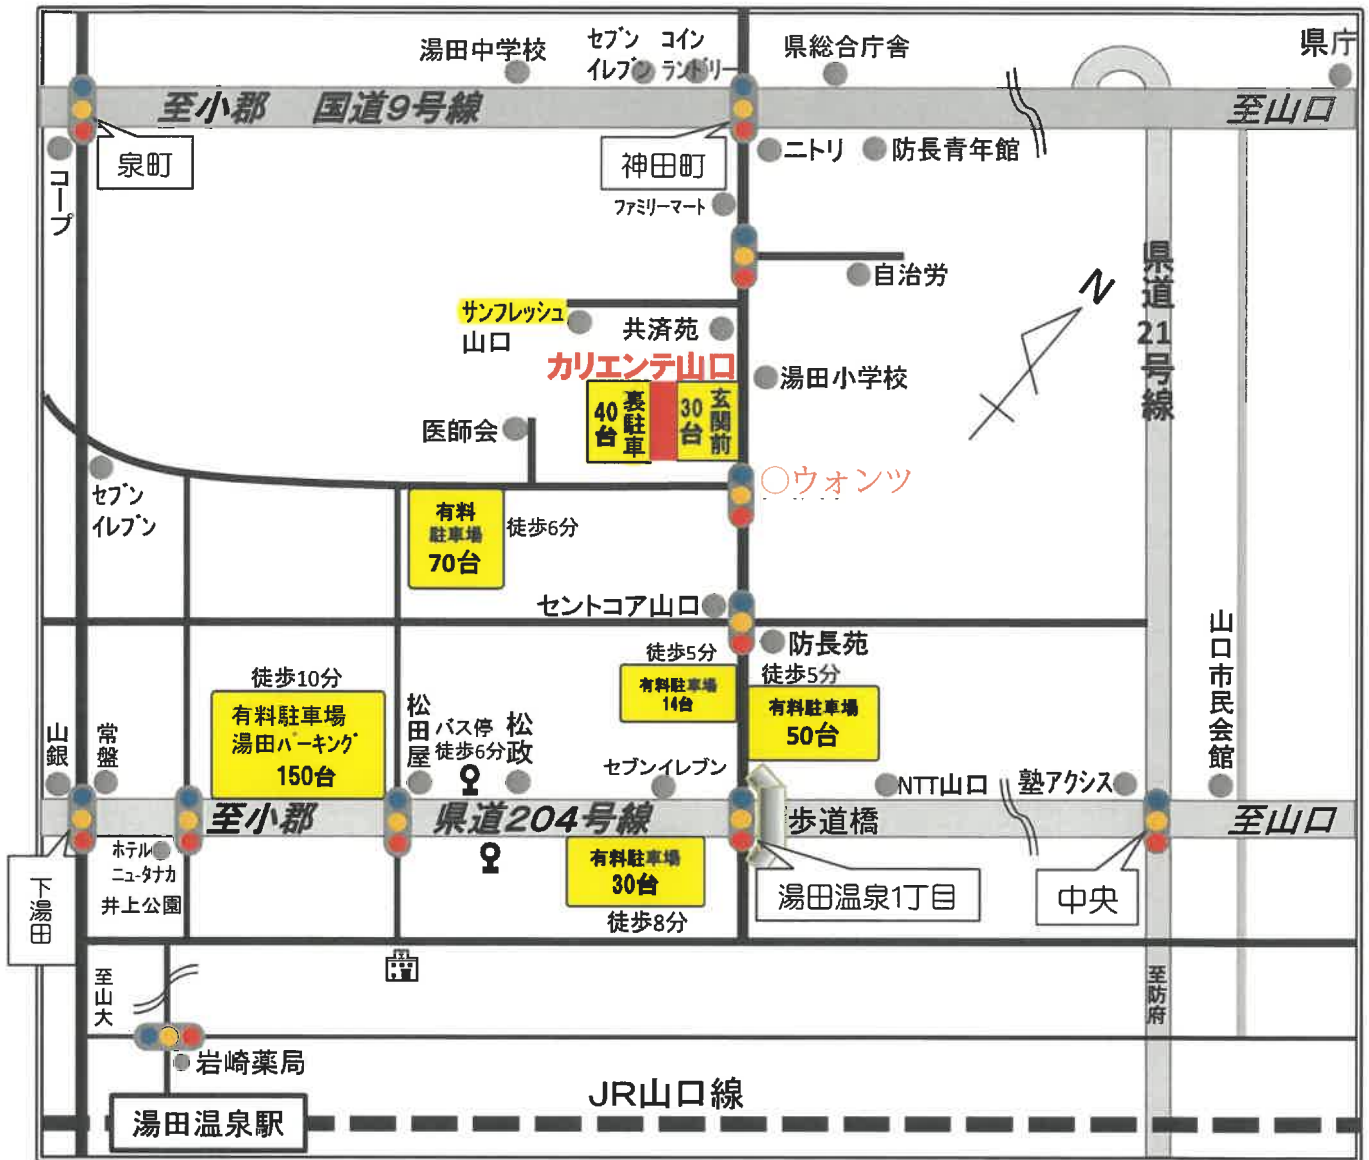 湯田中学校
セブン
イレブン
コイン
ランドリー
県総合庁舎
県庁
至小郡
国道9号線
至山口
泉町
神田町
ニトリ
防長青年館
コープ
ファミリーマート
自治労
県道21号線
N
サンフレッシュ
山口
共済苑
カリエンテ山口
湯田小学校
40台
裏駐車
30台
玄関前
医師会
○ウォンツ
セブン
イレブン
有料
駐車場
70台
徒歩6分
セントコア山口
防長苑
山口市民会館
徒歩10分
有料駐車場
湯田パーキング
150台
徒歩5分
有料駐車場
14台
徒歩5分
有料駐車場
50台
山銀
常盤
松田屋
バス停
徒歩6分
松政
セブンイレブン
NTT山口
塾アクシス
至小郡
県道204号線
歩道橋
至山口
ホテル
ニュータナカ
井上公園
有料駐車場
30台
徒歩8分
下湯田
湯田温泉1丁目
中央
至山大
至防府
岩崎薬局
JR山口線
湯田温泉駅